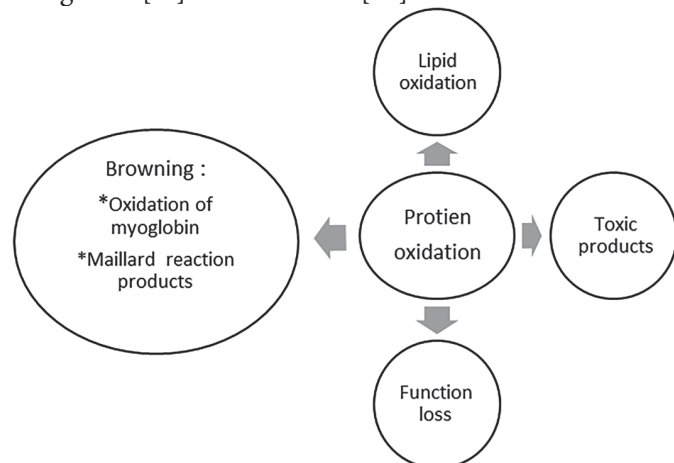 Lipid
oxidation
Browning :
*Oxidation of
myoglobin
*Maillard reaction
products
Protien
oxidation
Toxic
products
Function
loss